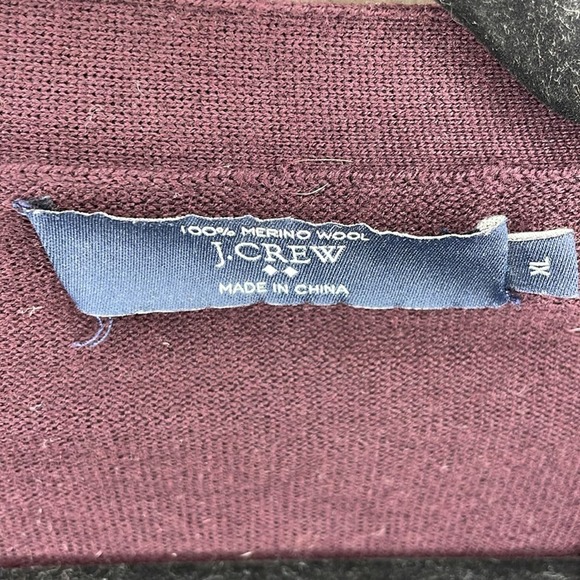 100% MERINO WOOL
J.CREW
MADE IN CHINA
XL